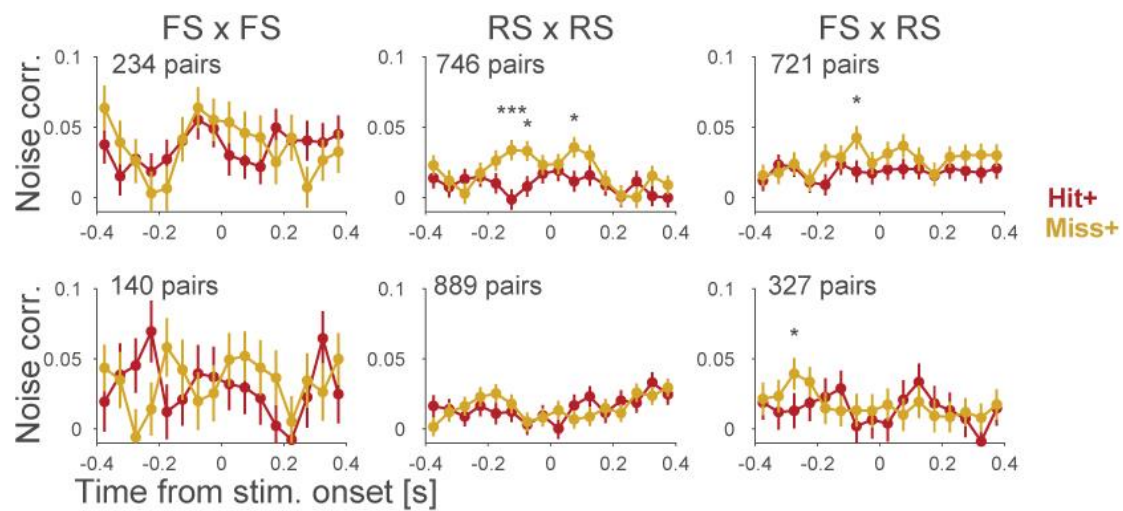 FS x FS
RS x RS
FS x RS
Noise corr.
0.1
0.05
0
234 pairs
-0.4 -0.2 0 0.2 0.4
0.1
0.05
0
746 pairs
***
*
*
-0.4 -0.2 0 0.2 0.4
0.1
0.05
0
721 pairs
*
-0.4 -0.2 0 0.2 0.4
Hit+
Miss+
Noise corr.
0.1
0.05
0
140 pairs
-0.4 -0.2 0 0.2 0.4
0.1
0.05
0
889 pairs
-0.4 -0.2 0 0.2 0.4
0.1
0.05
0
327 pairs
*
-0.4 -0.2 0 0.2 0.4
Time from stim. onset [s]